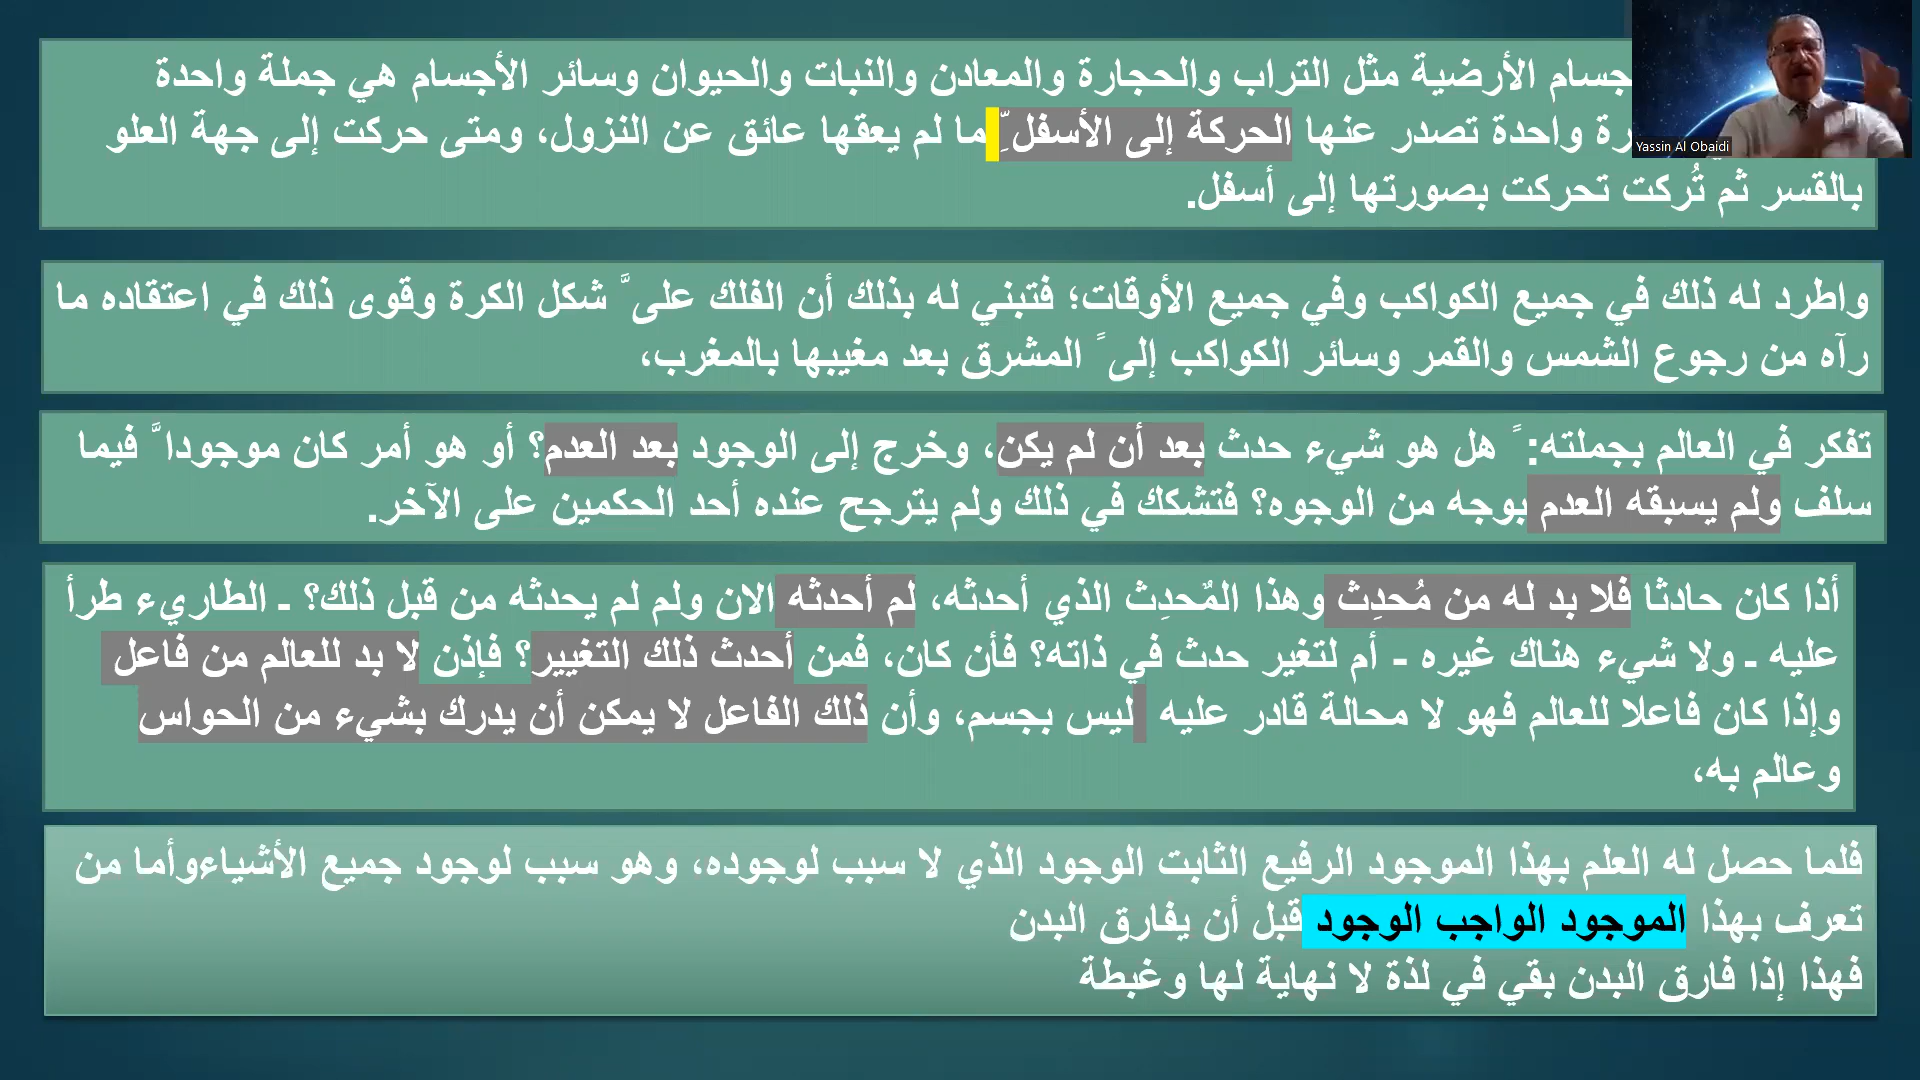 جسام الأرضية مثل التراب والحجارة والمعادن والنبات والحيوان وسائر الأجسام هي جملة واحدة
رة واحدة تصدر عنها الحركة إلى الأسفل ِّما لم يعقها عائق عن النزول، ومتى حركت إلى جهة العلو
بالقسر ثم تُركت تحركت بصورتها إلى أسفل.
واطرد له ذلك في جميع الكواكب وفي جميع الأوقات؛ فتبني له بذلك أن الفلك على َّ شكل الكرة وقوى ذلك في اعتقاده ما
رآه من رجوع الشمس والقمر وسائر الكواكب إلى ً المشرق بعد مغيبها بالمغرب،
تفكر في العالم بجملته: ً هل هو شيء حدث بعد أن لم يكن، وخرج إلى الوجود بعد العدم؟ أو هو أمر كان موجودا َّ فيما
سلف ولم يسبقه العدم بوجه من الوجوه؟ فتشكك في ذلك ولم يترجح عنده أحد الحكمين على الآخر.
أذا كان حادثا فلا بد له من مُحدِث وهذا المٌحدِث الذي أحدثه، لم أحدثه الان ولم لم يحدثه من قبل ذلك؟ ـ الطاريء طرأ
عليه ـ ولا شيء هناك غيره - أم لتغير حدث في ذاته؟ فأن كان، فمن أحدث ذلك التغيير؟ فإذن لا بد للعالم من فاعل
وإذا كان فاعلا للعالم فهو لا محالة قادر عليه ليس بجسم، وأن ذلك الفاعل لا يمكن أن يدرك بشيء من الحواس
وعالم به،
فلما حصل له العلم بهذا الموجود الرفيع الثابت الوجود الذي لا سبب لوجوده، وهو سبب لوجود جميع الأشياءوأما من
تعرف بهذا الموجود الواجب الوجود قبل أن يفارق البدن
فهذا إذا فارق البدن بقي في لذة لا نهاية لها وغبطة
Yassin Al Obaidi